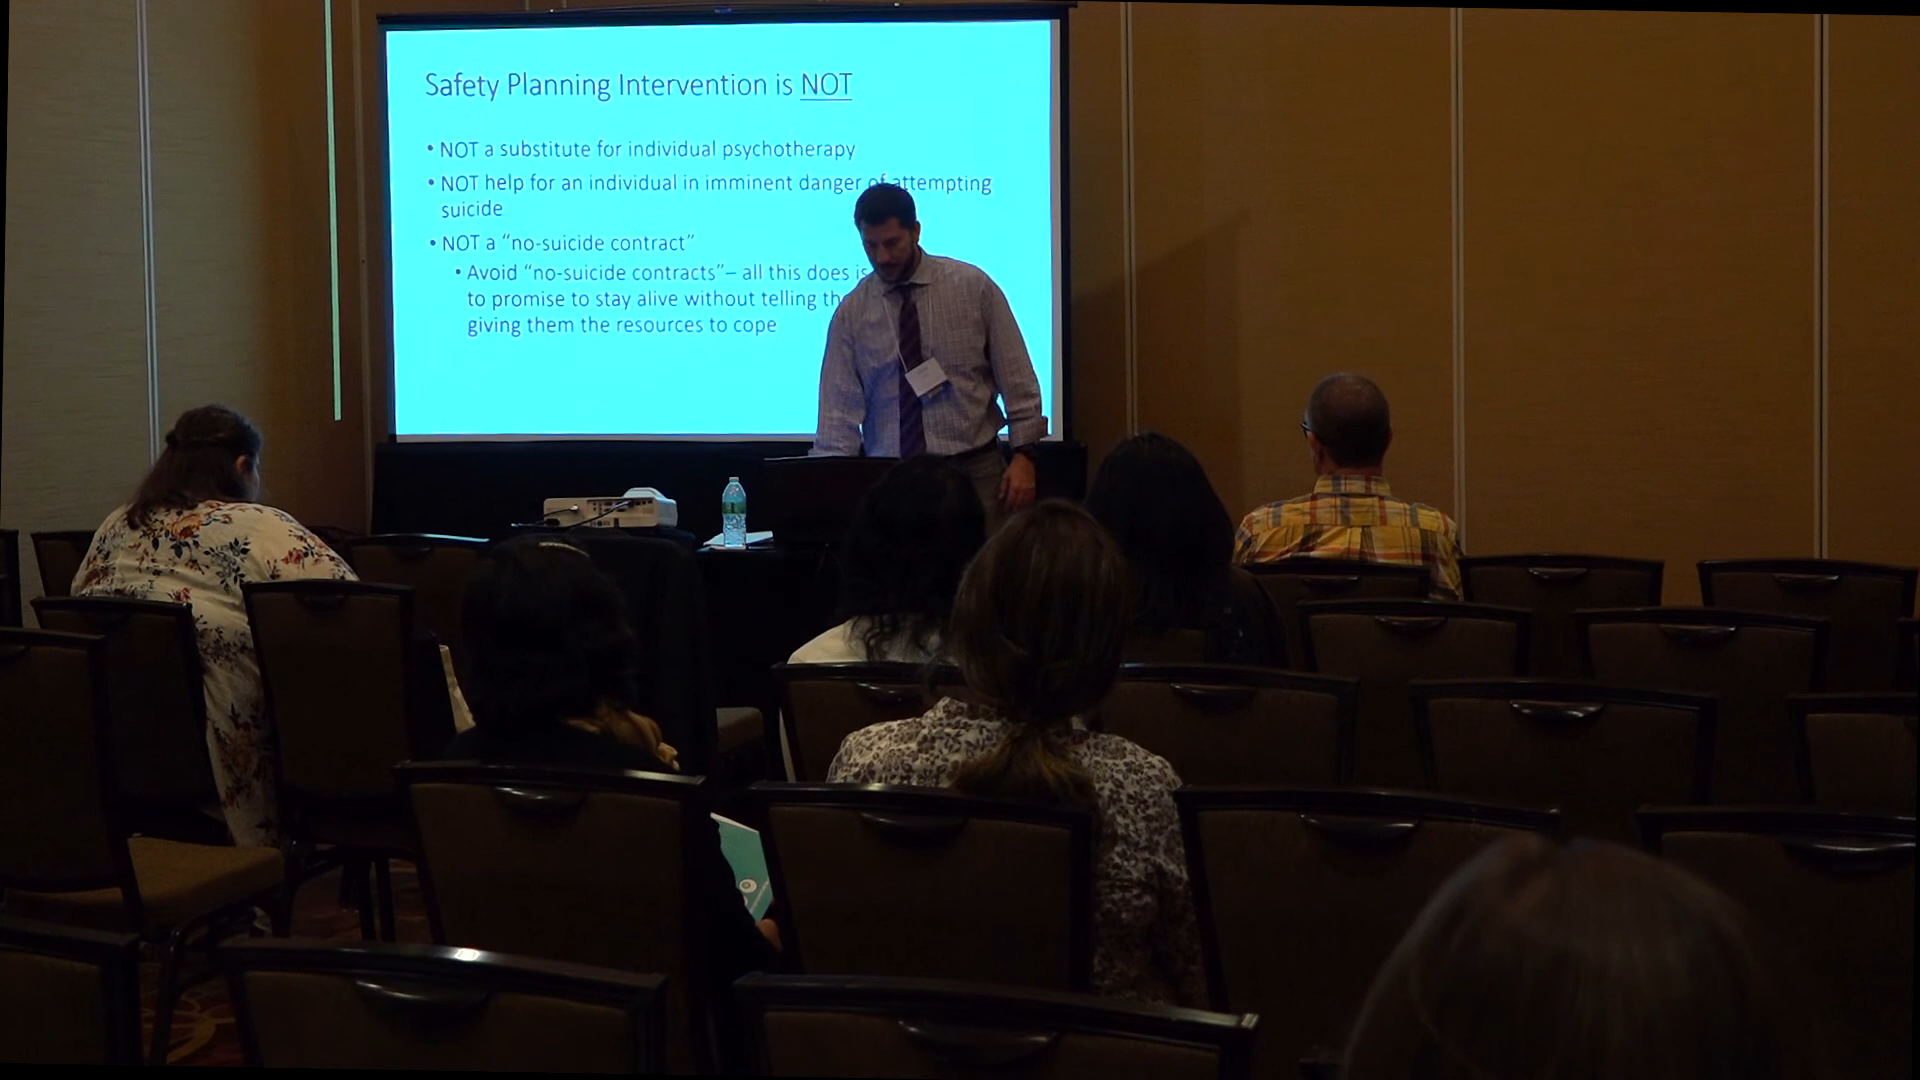 Safety Planning Intervention is NOT
• NOT a substitute for individual psychotherapy
• NOT help for an individual in imminent danger of attempting
suicide
• NOT a “no-suicide contract”
• Avoid “no-suicide contracts”– all this does is
to promise to stay alive without telling
giving them the resources to cope